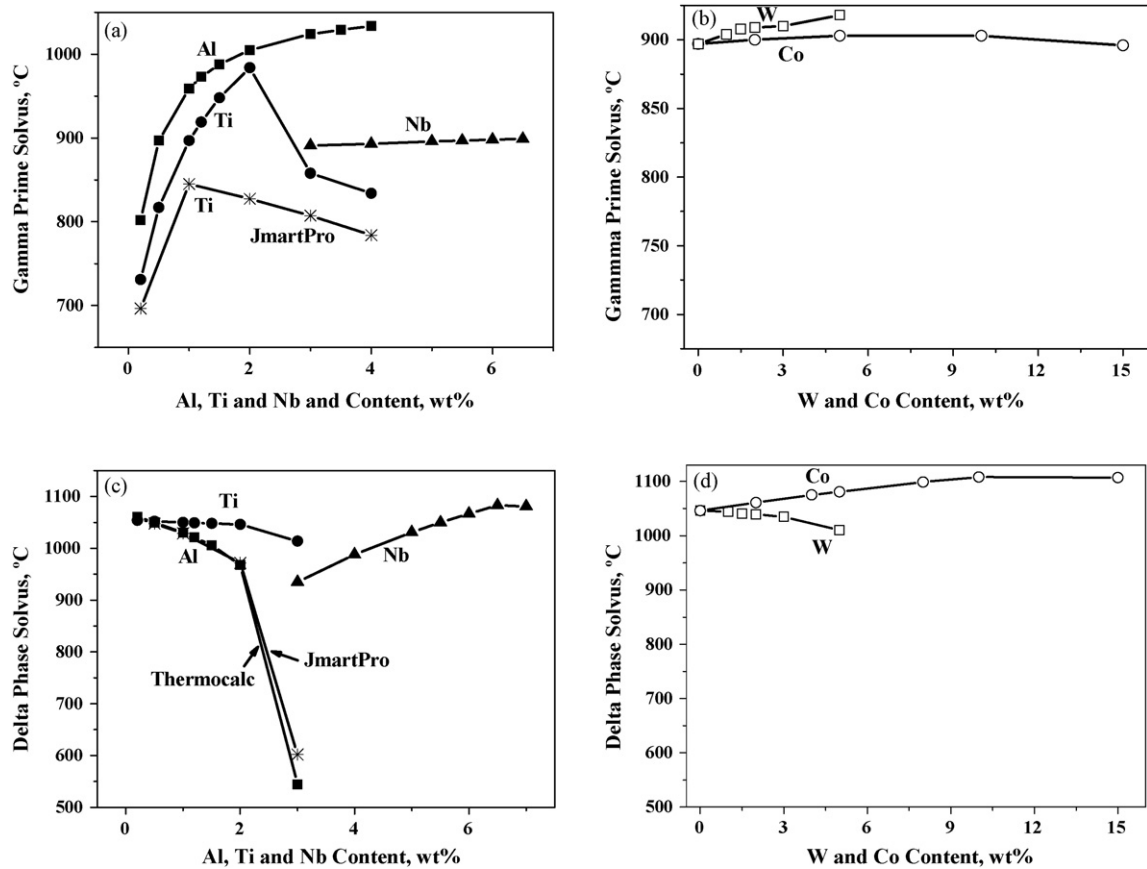 (a)
Gamma Prime Solvus, ºC
1000
900
800
700
Al
Ti
Nb
Ti
JmartPro
0 2 4 6
Al, Ti and Nb and Content, wt%
(b)
Gammma Prime Solvus, ºC
900
850
800
750
700
W
Co
0 3 6 9 12 15
W and Co Content, wt%
(c)
Delta Phase Solvus, ºC
1100
1000
900
800
700
600
500
Ti
Al
Nb
JmartPro
Thermocalc
0 2 4 6
Al, Ti and Nb Content, wt%
(d)
Delta Phase Solvus, ºC
1100
1000
900
800
700
600
500
Co
W
0 3 6 9 12 15
W and Co Content, wt%